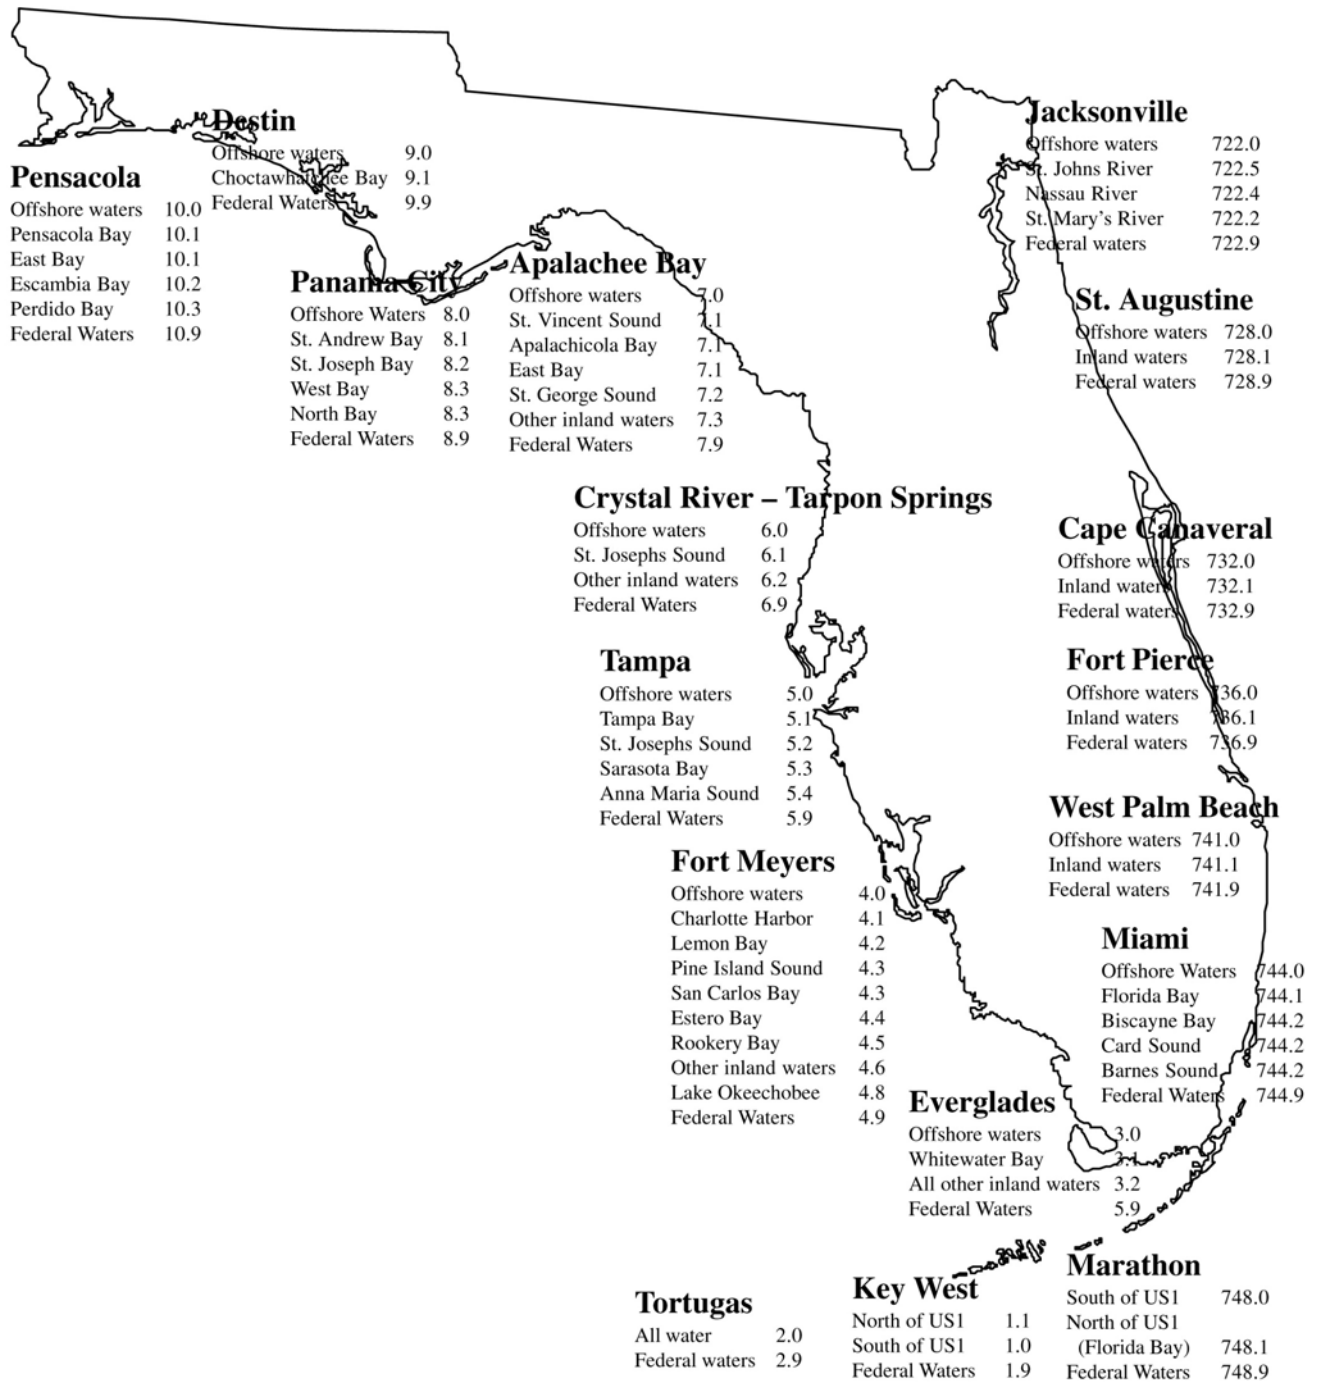 Destin
Offshore waters 9.0
Choctawhatchee Bay 9.1
Federal Waters 9.9
Pensacola
Offshore waters 10.0
Pensacola Bay 10.1
East Bay 10.1
Escambia Bay 10.2
Perdido Bay 10.3
Federal Waters 10.9
Panama City
Offshore Waters 8.0
St. Andrew Bay 8.1
St. Joseph Bay 8.2
West Bay 8.3
North Bay 8.3
Federal Waters 8.9
Apalachee Bay
Offshore waters 7.0
St. Vincent Sound 7.1
Apalachicola Bay 7.1
East Bay 7.1
St. George Sound 7.2
Other inland waters 7.3
Federal Waters 7.9
Jacksonville
Offshore waters 722.0
St. Johns River 722.5
Nassau River 722.4
St. Mary's River 722.2
Federal waters 722.9
St. Augustine
Offshore waters 728.0
Inland waters 728.1
Federal waters 728.9
Crystal River – Tarpon Springs
Offshore waters 6.0
St. Josephs Sound 6.1
Other inland waters 6.2
Federal Waters 6.9
Cape Canaveral
Offshore waters 732.0
Inland waters 732.1
Federal waters 732.9
Tampa
Offshore waters 5.0
Tampa Bay 5.1
St. Josephs Sound 5.2
Sarasota Bay 5.3
Anna Maria Sound 5.4
Federal Waters 5.9
Fort Pierce
Offshore waters 736.0
Inland waters 736.1
Federal waters 736.9
West Palm Beach
Offshore waters 741.0
Inland waters 741.1
Federal waters 741.9
Fort Meyers
Offshore waters 4.0
Charlotte Harbor 4.1
Lemon Bay 4.2
Pine Island Sound 4.3
San Carlos Bay 4.3
Estero Bay 4.4
Rookery Bay 4.5
Other inland waters 4.6
Lake Okeechobee 4.8
Federal Waters 4.9
Miami
Offshore Waters 744.0
Florida Bay 744.1
Biscayne Bay 744.2
Card Sound 744.2
Barnes Sound 744.2
Federal Waters 744.9
Everglades
Offshore waters 3.0
Whitewater Bay 3.1
All other inland waters 3.2
Federal Waters 5.9
Tortugas
All water 2.0
Federal waters 2.9
Key West
North of US1 1.1
South of US1 1.0
Federal Waters 1.9
Marathon
South of US1 748.0
North of US1
(Florida Bay) 748.1
Federal Waters 748.9